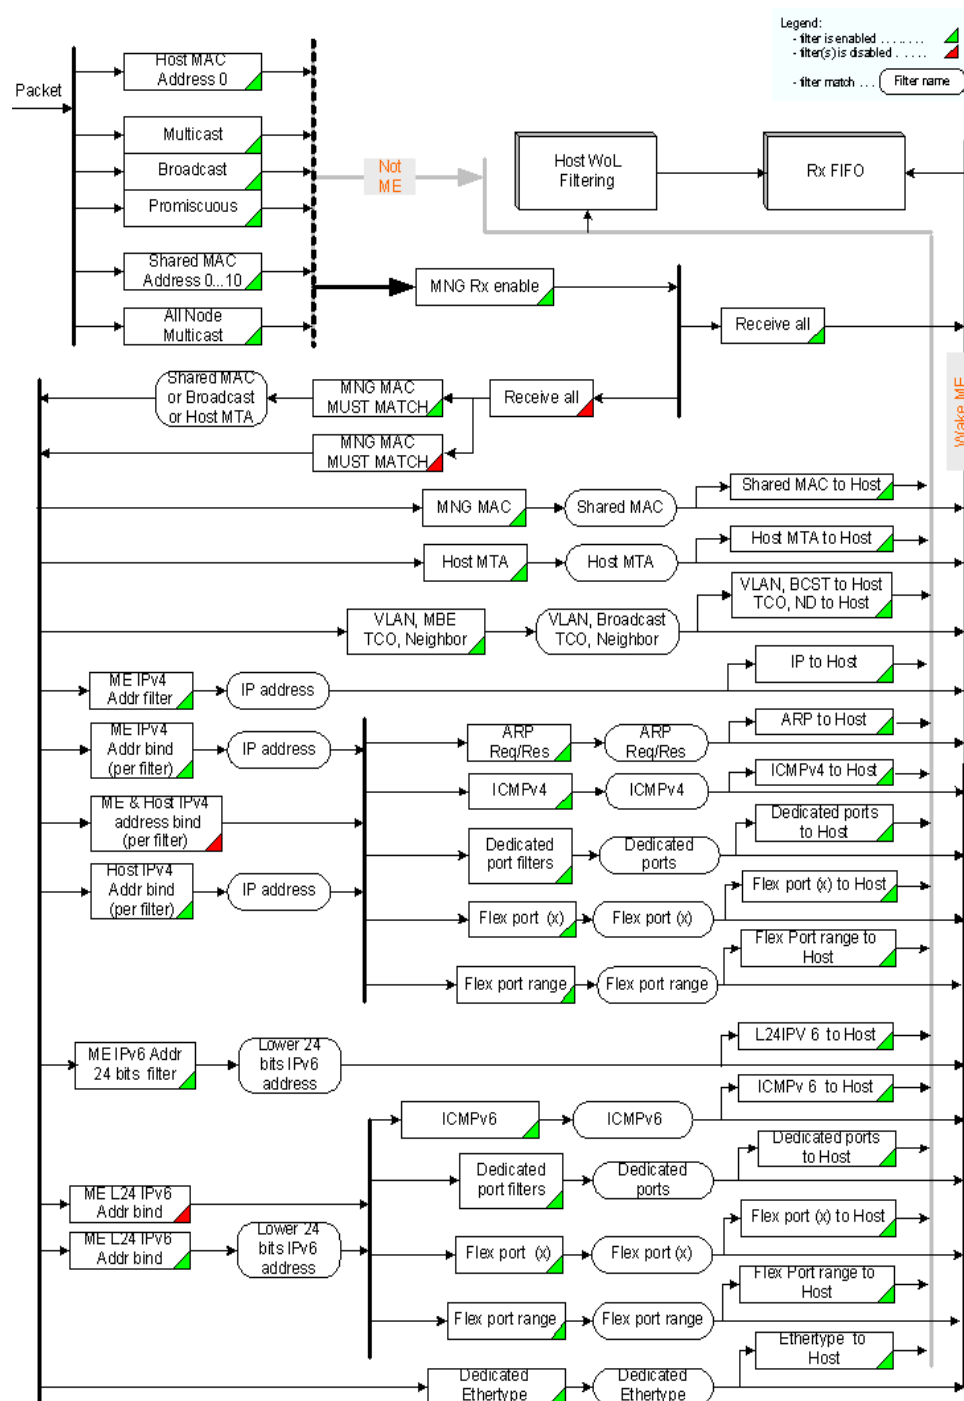 Legend:
- filter is enabled . . . . . . . .
- filter(s) is disabled . . . . . .
- filter match . . . Filter name
Packet
Host MAC
Address 0
Multicast
Broadcast
Promiscuous
Shared MAC
Address 0...10
All Node
Multicast
Not
ME
Host WoL
Filtering
Rx FIFO
MNG Rx enable
Receive all
Wake ME
Shared MAC
or Broadcast
or Host MTA
MNG MAC
MUST MATCH
Receive all
MNG MAC
MUST MATCH
MNG MAC
Shared MAC
Shared MAC to Host
Host MTA
Host MTA
Host MTA to Host
VLAN, MBE
TCO, Neighbor
VLAN, Broadcast
TCO, Neighbor
VLAN, BCST to Host
TCO, ND to Host
ME IPv4
Addr filter
IP address
IP to Host
ME IPv4
Addr bind
(per filter)
IP address
ARP
Req/Res
ARP
Req/Res
ARP to Host
ME & Host IPv4
address bind
(per filter)
ICMPv4
ICMPv4
ICMPv4 to Host
Dedicated
port filters
Dedicated
ports
Dedicated ports
to Host
Host IPv4
Addr bind
(per filter)
IP address
Flex port (x)
Flex port (x)
Flex port (x) to Host
Flex port range
Flex port range
Flex Port range to
Host
ME IPv6 Addr
24 bits filter
Lower 24
bits IPv6
address
L24IPV 6 to Host
ICMPv6
ICMPv6
ICMPv 6 to Host
Dedicated
port filters
Dedicated
ports
Dedicated ports
to Host
ME L24 IPv6
Addr bind
ME L24 IPv6
Addr bind
Lower 24
bits IPv6
address
Flex port (x)
Flex port (x)
Flex port (x) to Host
Flex port range
Flex port range
Flex Port range to
Host
Dedicated
Ethertype
Dedicated
Ethertype
Ethertype to
Host